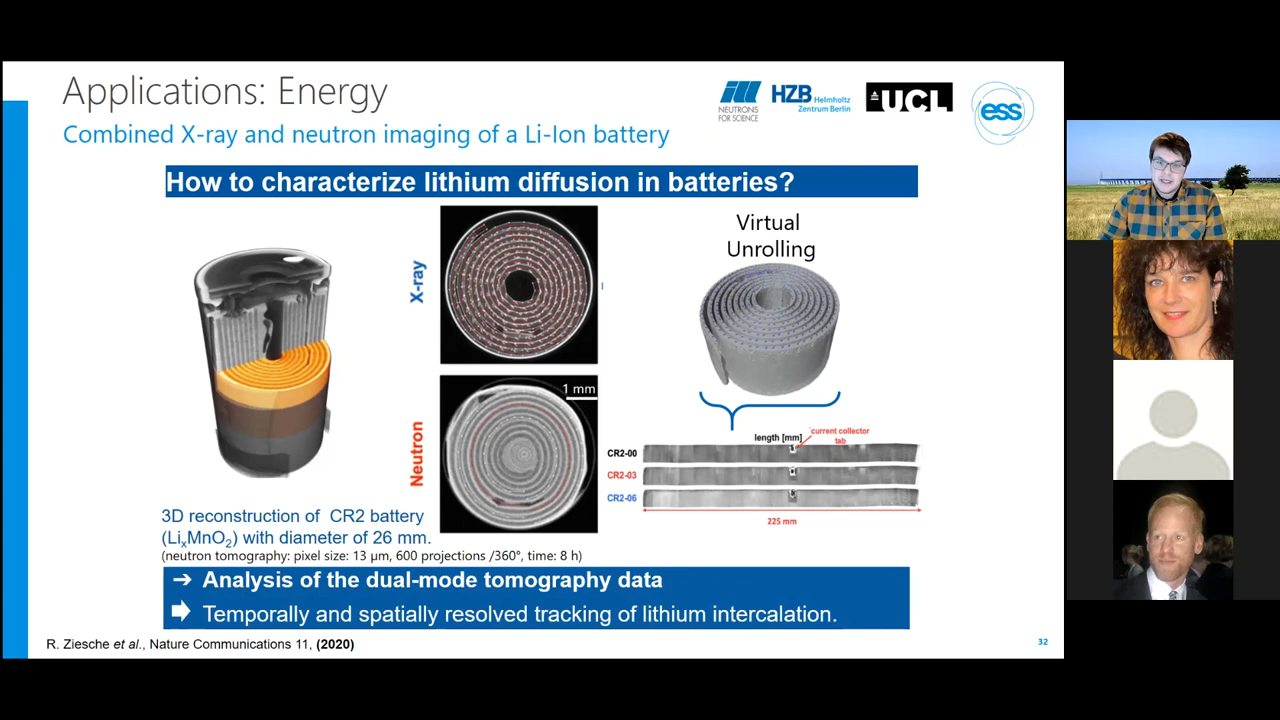 Applications: Energy
Combined X-ray and neutron imaging of a Li-Ion battery
ill
NEUTRONS
FOR SCIENCE
HZB Helmholtz
Zentrum Berlin
UCL
ess
How to characterize lithium diffusion in batteries?
X-ray
Neutron
1 mm
Virtual
Unrolling
length [mm]
current collector
tab
CR2-00
CR2-03
CR2-06
225 mm
3D reconstruction of CR2 battery
(LixMnO2) with diameter of 26 mm.
(neutron tomography: pixel size: 13 µm, 600 projections /360°, time: 8 h)
➔ Analysis of the dual-mode tomography data
➡ Temporally and spatially resolved tracking of lithium intercalation.
R. Ziesche et al., Nature Communications 11, (2020)
32